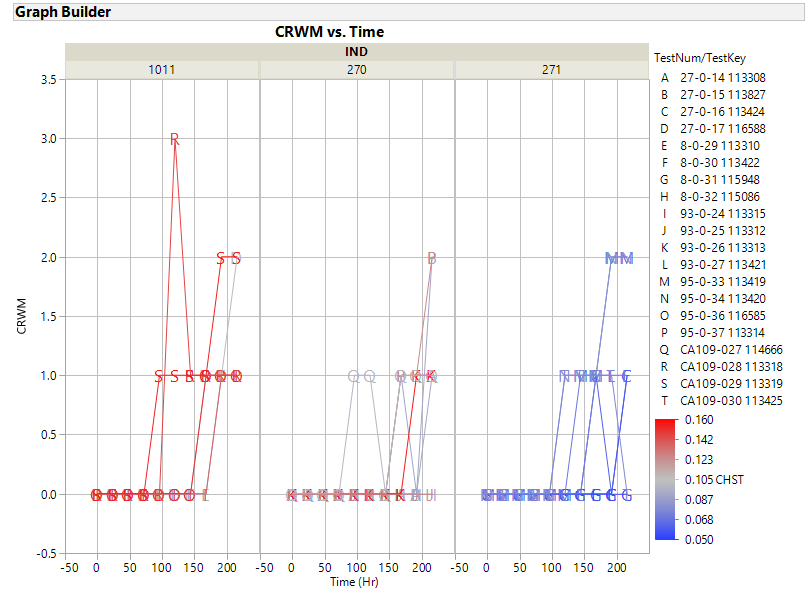 Graph Builder
CRWM vs. Time
IND
1011 270 271
TestNum/TestKey
A 27-0-14 113308
B 27-0-15 113827
C 27-0-16 113424
D 27-0-17 116588
E 8-0-29 113310
F 8-0-30 113422
G 8-0-31 115948
H 8-0-32 115086
I 93-0-24 113315
J 93-0-25 113312
K 93-0-26 113313
L 93-0-27 113421
M 95-0-33 113419
N 95-0-34 113420
O 95-0-36 116585
P 95-0-37 113314
Q CA109-027 114666
R CA109-028 113318
S CA109-029 113319
T CA109-030 113425
0.160
0.142
0.123
0.105 CHST
0.087
0.068
0.050
CRWM
3.5
3.0
2.5
2.0
1.5
1.0
0.5
0.0
-0.5
R
S S
S S R
B
Q Q
K K
-50 0 50 100 150 200 -50 0 50 100 150 200 -50 0 50 100 150 200
Time (Hr)